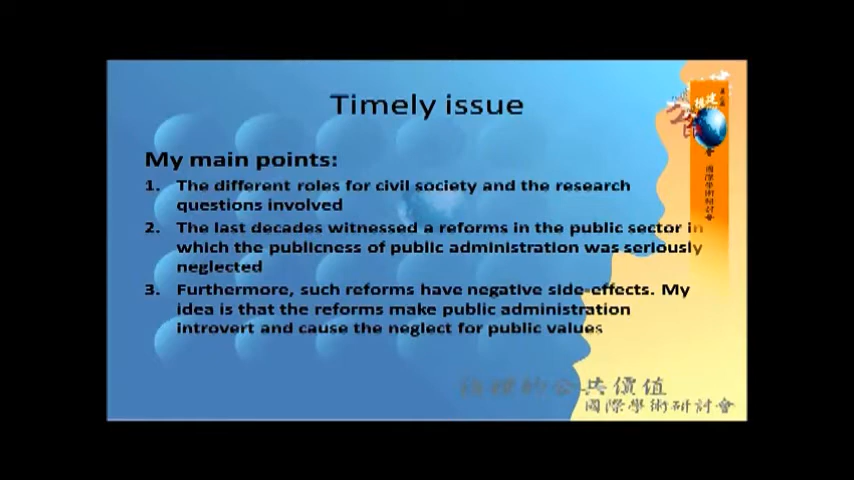 Timely issue
My main points:
1. The different roles for civil society and the research
questions involved
2. The last decades witnessed a reforms in the public sector in
which the publicness of public administration was seriously
neglected
3. Furthermore, such reforms have negative side-effects. My
idea is that the reforms make public administration
introvert and cause the neglect for public values
國際學術研討會
的公共價值
國際學術研討會